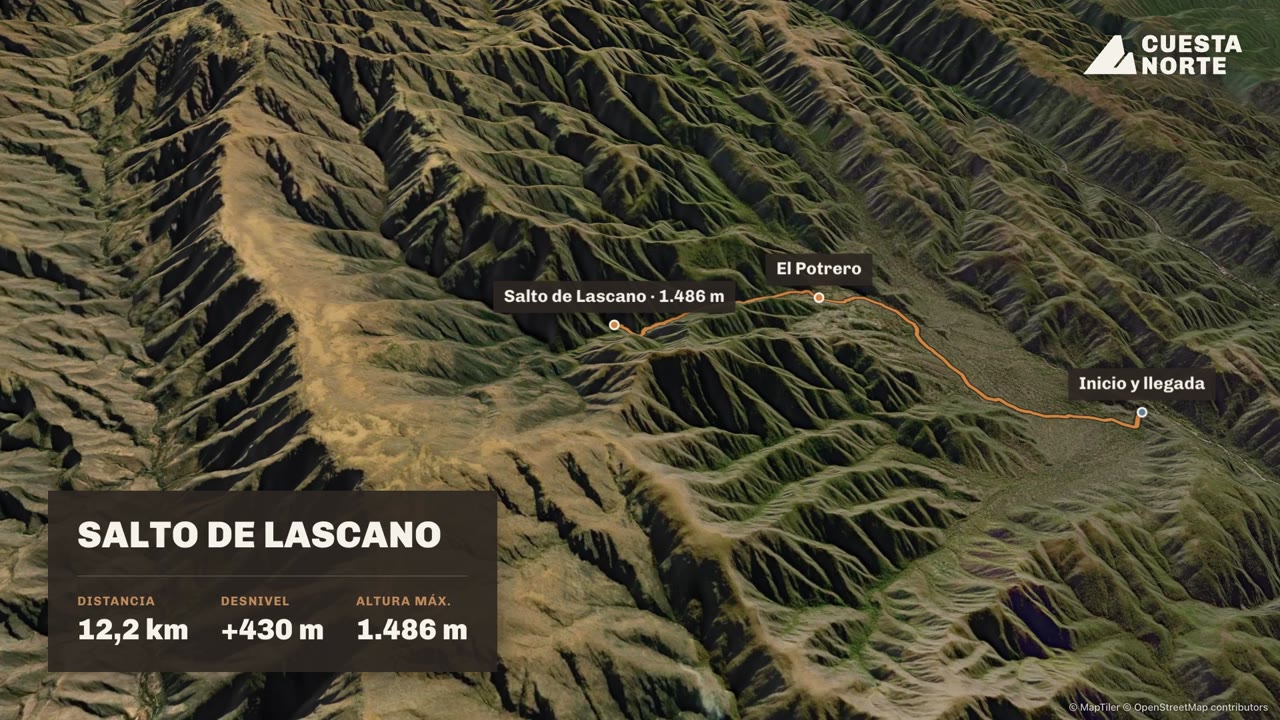 CUESTA
NORTE
El Potrero
Salto de Lascano · 1.486 m
Inicio y llegada
SALTO DE LASCANO
DISTANCIA DESNIVEL ALTURA MÁX.
12,2 km +430 m 1.486 m
© MapTiler © OpenStreetMap contributors